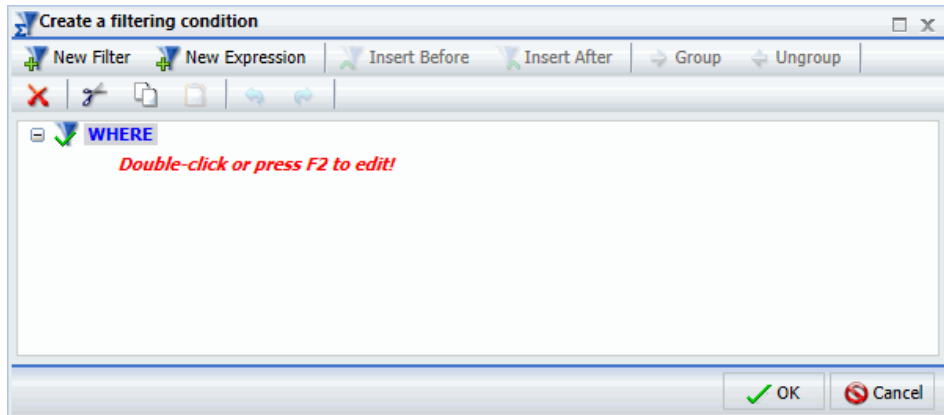 Create a filtering condition
New Filter New Expression Insert Before Insert After Group Ungroup
WHERE
Double-click or press F2 to edit!
OK Cancel